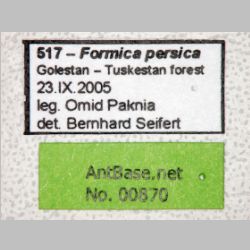 517 – Formica persica
Golestan – Tuskestan forest
23.IX.2005
leg. Omid Paknia
det. Bernhard Seifert
AntBase.net
No. 00870